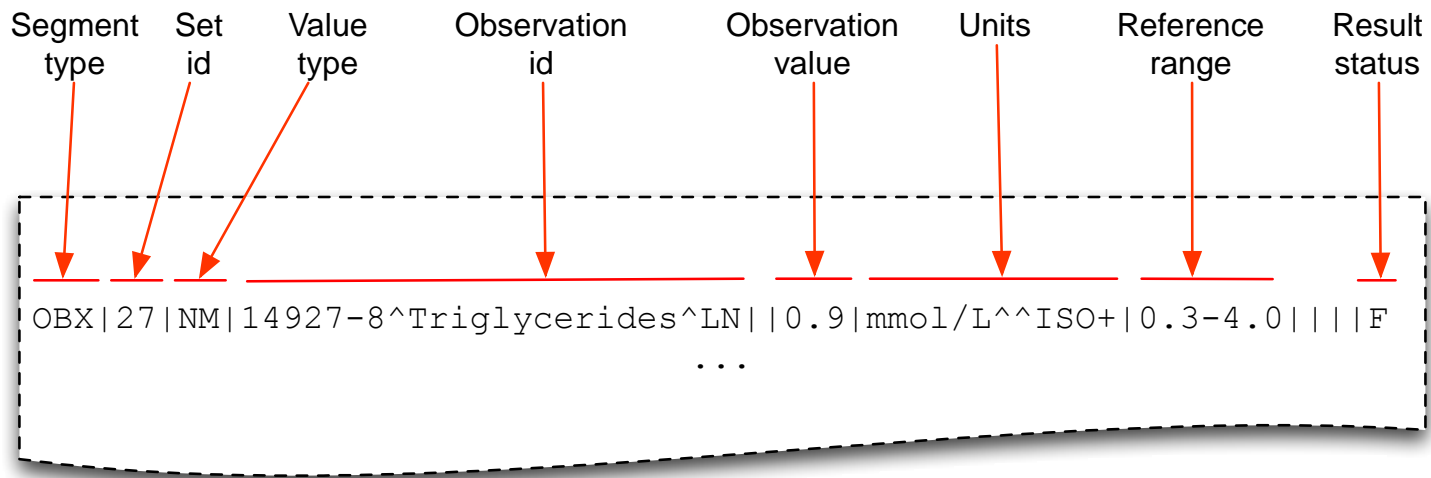 Segment Set Value Observation Observation Units Reference Result
type id type id value range status
OBX|27|NM|14927-8^Triglycerides^LN||0.9|mmol/L^^ISO+|0.3-4.0||||F
...